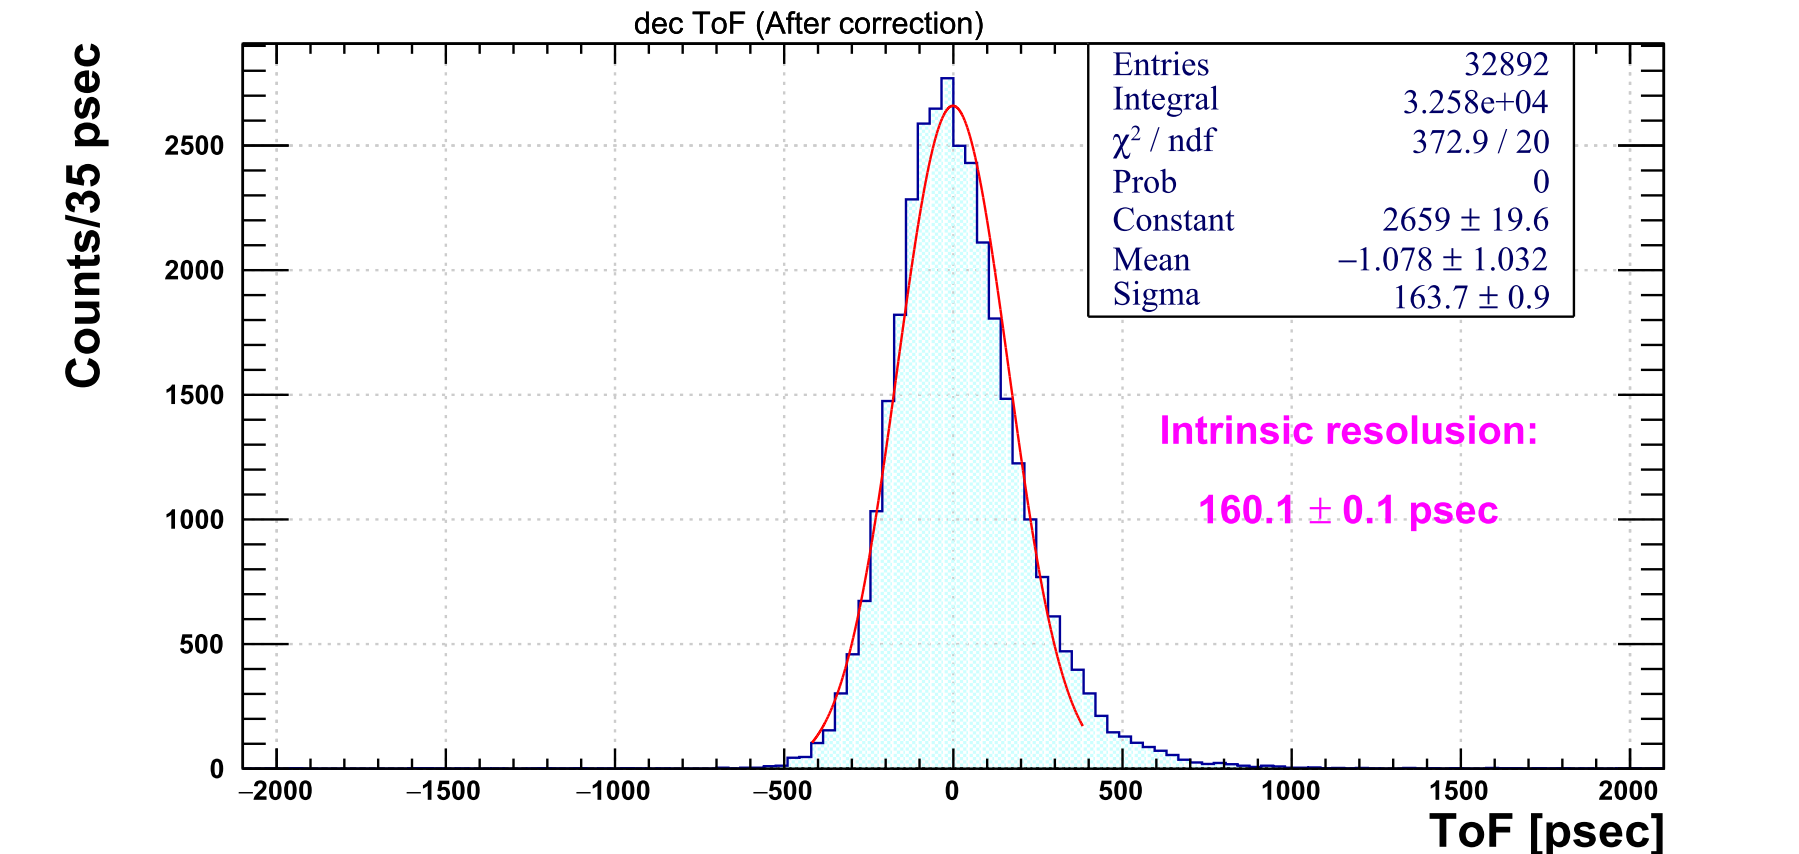 dec ToF (After correction)
Counts/35 psec
Entries 32892
Integral 3.258e+04
χ² / ndf 372.9 / 20
Prob 0
Constant 2659 ± 19.6
Mean −1.078 ± 1.032
Sigma 163.7 ± 0.9
Intrinsic resolusion:
160.1 ± 0.1 psec
2500
2000
1500
1000
500
0
−2000 −1500 −1000 −500 0 500 1000 1500 2000
ToF [psec]